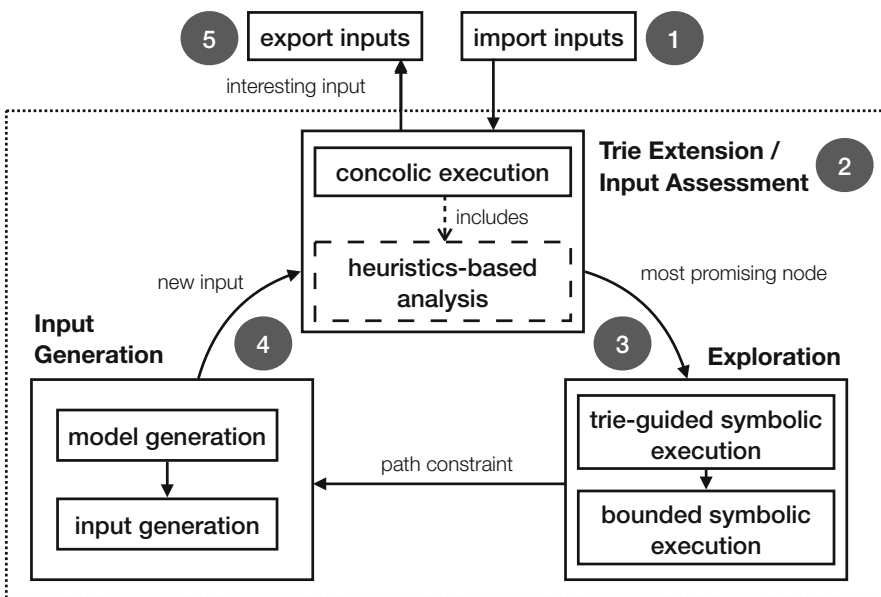 5
export inputs
import inputs
1
interesting input
Trie Extension /
Input Assessment
2
concolic execution
includes
heuristics-based
analysis
new input
most promising node
Input
Generation
4
3
Exploration
model generation
input generation
path constraint
trie-guided symbolic
execution
bounded symbolic
execution